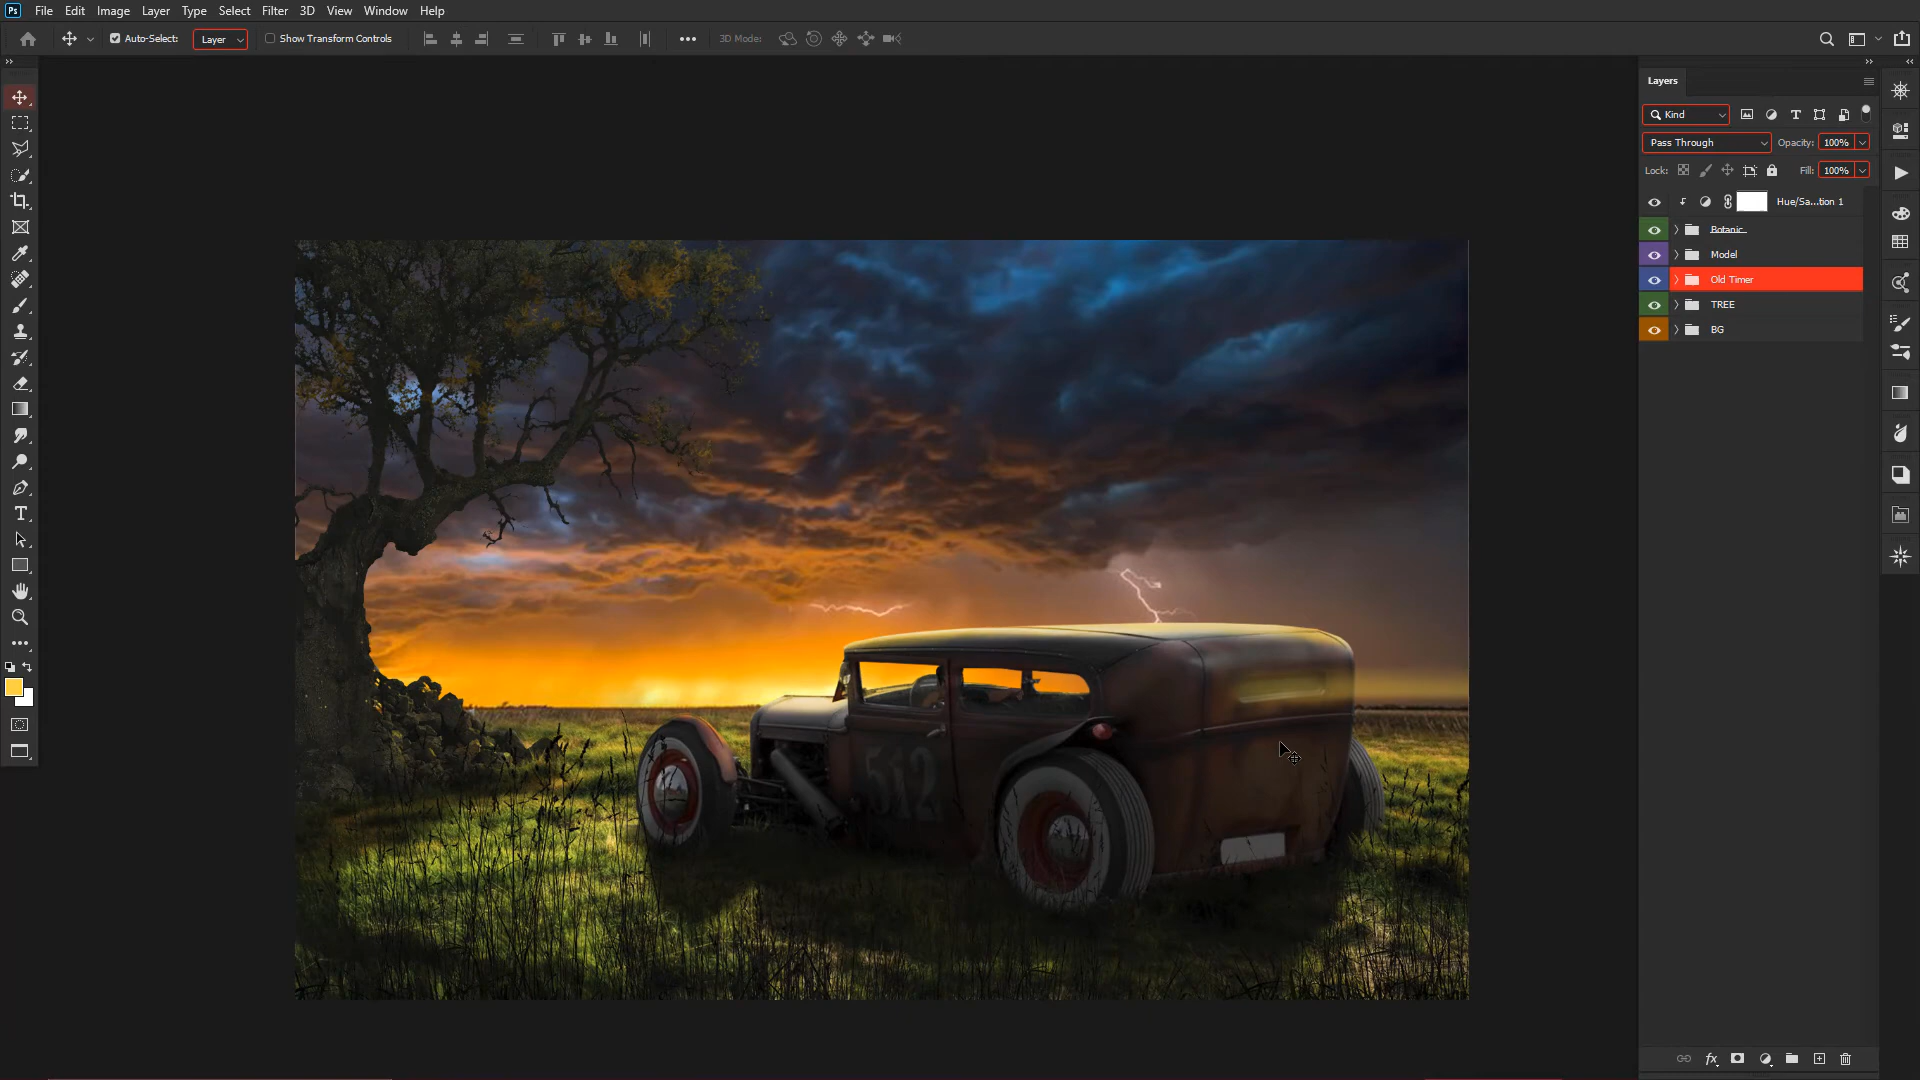 Ps File Edit Image Layer Type Select Filter 3D View Window Help
Auto-Select: Layer Show Transform Controls 3D Mode:
Layers
Kind
Pass Through Opacity: 100%
Lock: Fill: 100%
Hue/Sa...tion 1
Botanic
Model
Old Timer
TREE
BG
512
fx